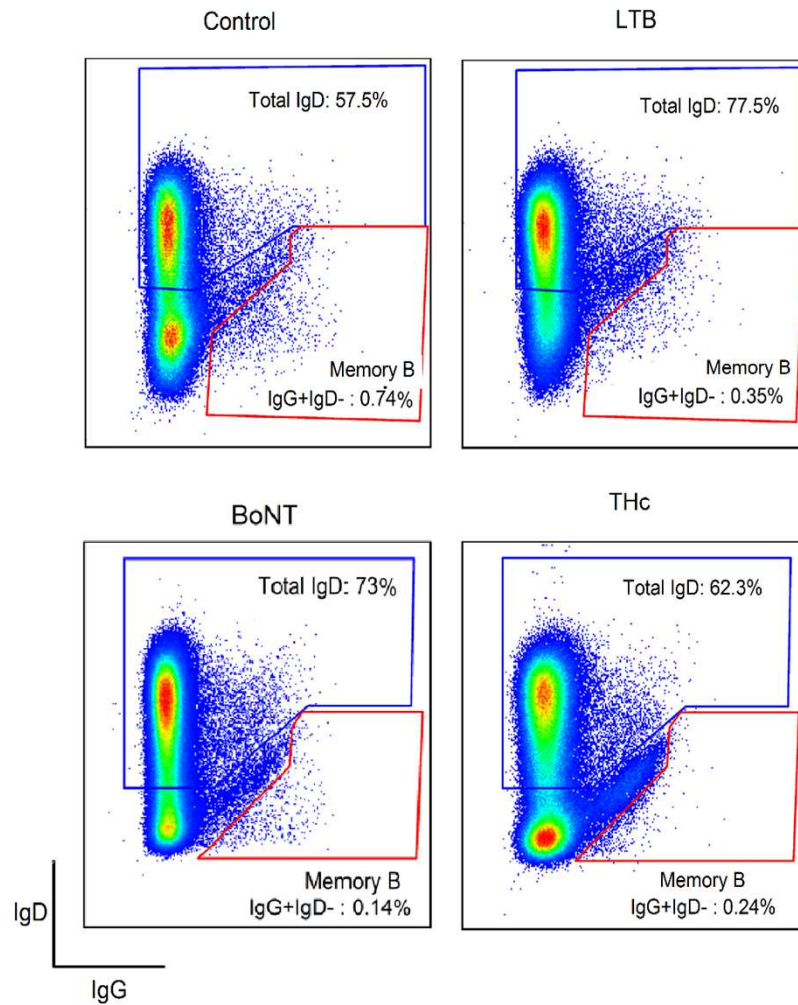 Control
Total IgD: 57.5%
Memory B
IgG+IgD- : 0.74%
LTB
Total IgD: 77.5%
Memory B
IgG+IgD- : 0.35%
BoNT
Total IgD: 73%
Memory B
IgG+IgD- : 0.14%
THc
Total IgD: 62.3%
Memory B
IgG+IgD- : 0.24%
IgD
IgG